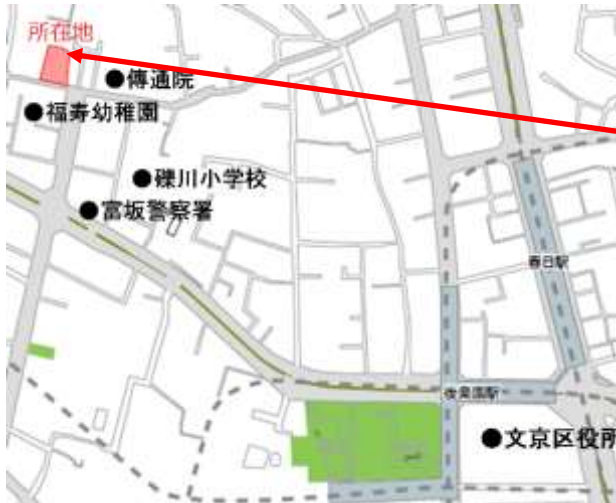 所在地
●傳通院
●福寿幼稚園
●礫川小学校
●富坂警察署
春日駅
後楽園駅
●文京区役所